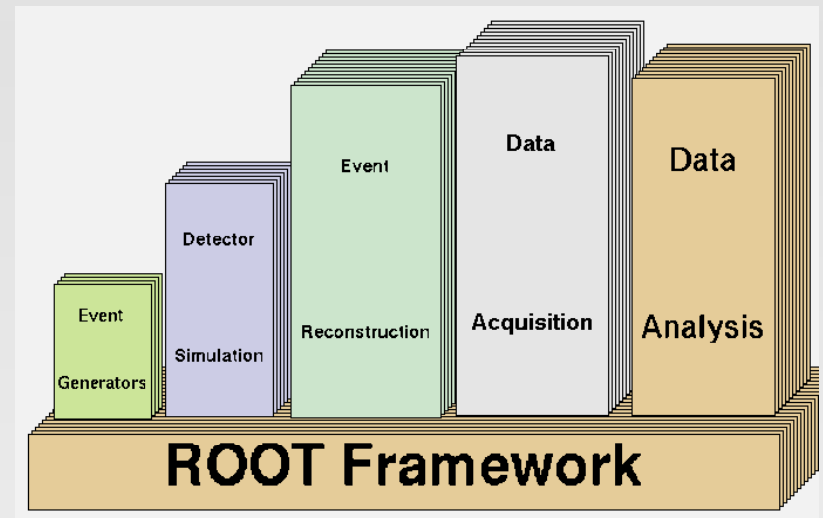 Event
Generators
Detector
Simulation
Event
Reconstruction
Data
Acquisition
Data
Analysis
ROOT Framework